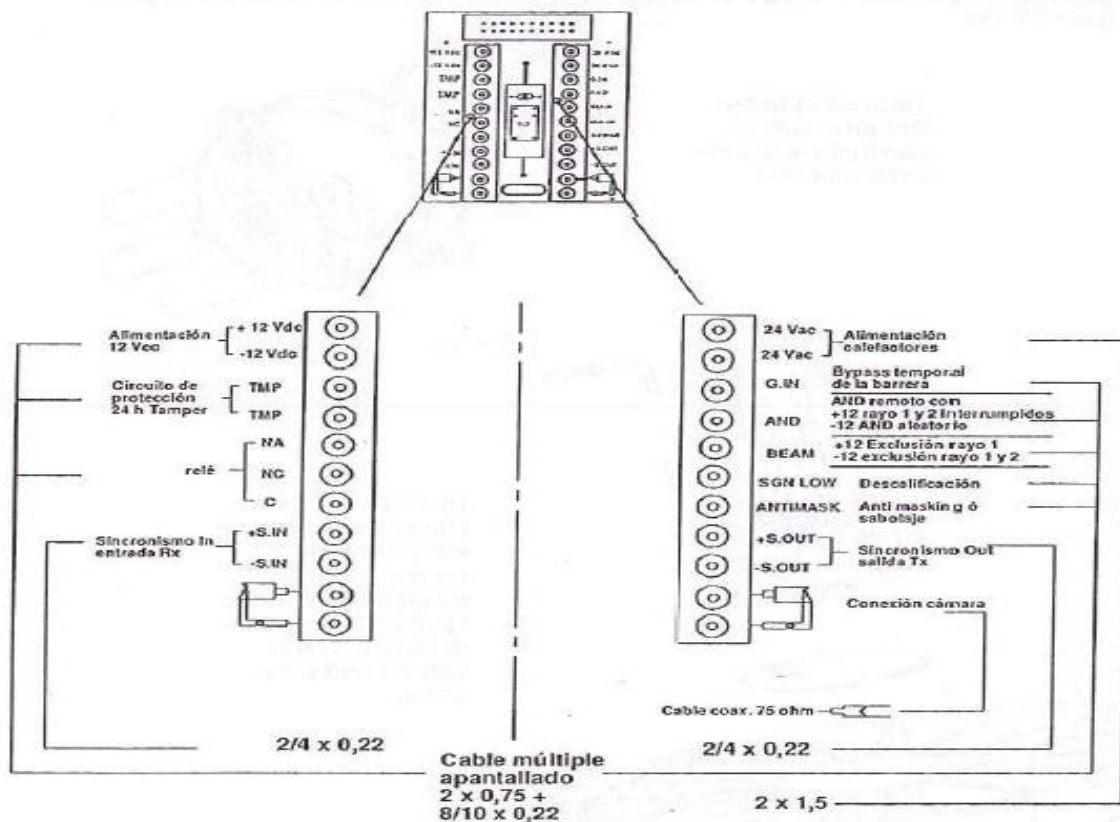 TMP
TMP
NA
NC
Alimentación
12 Vcc
+ 12 Vdc
-12 Vdc
Circuito de
protección
24 h Tamper
TMP
TMP
relé
NA
NC
C
Sincronismo In
entrada Rx
+S.IN
-S.IN
24 Vac
24 Vac
Alimentación
calefactores
G.IN
Bypass temporal
de la barrera
AND
AND remoto con
+12 rayo 1 y 2 Interrumpidos
-12 AND aleatorio
BEAM
+12 Exclusión rayo 1
-12 exclusión rayo 1 y 2
SGN LOW
Descalificación
ANTIMASK
Anti masking ó
sabotaje
+S.OUT
-S.OUT
Sincronismo Out
salida Tx
Conexión cámara
Cable coax. 75 ohm
2/4 x 0,22
2/4 x 0,22
Cable múltiple
apantallado
2 x 0,75 +
8/10 x 0,22
2 x 1,5